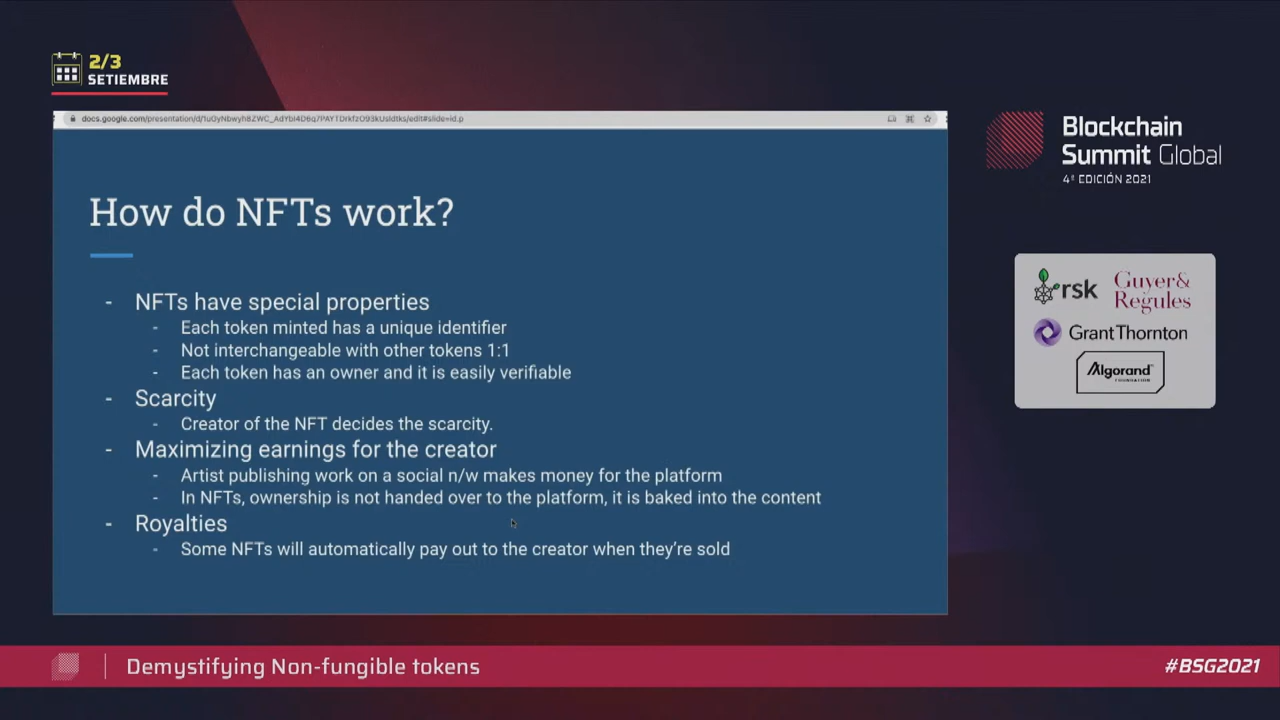 2/3
SETIEMBRE
How do NFTs work?
- NFTs have special properties
- Each token minted has a unique identifier
- Not interchangeable with other tokens 1:1
- Each token has an owner and it is easily verifiable
- Scarcity
- Creator of the NFT decides the scarcity.
- Maximizing earnings for the creator
- Artist publishing work on a social n/w makes money for the platform
- In NFTs, ownership is not handed over to the platform, it is baked into the content
- Royalties
- Some NFTs will automatically pay out to the creator when they're sold
Blockchain
Summit Global
4ª EDICIÓN 2021
rsk
Guyer&
Regules
GrantThornton
Algorand
FOUNDATION
Demystifying Non-fungible tokens
#BSG2021